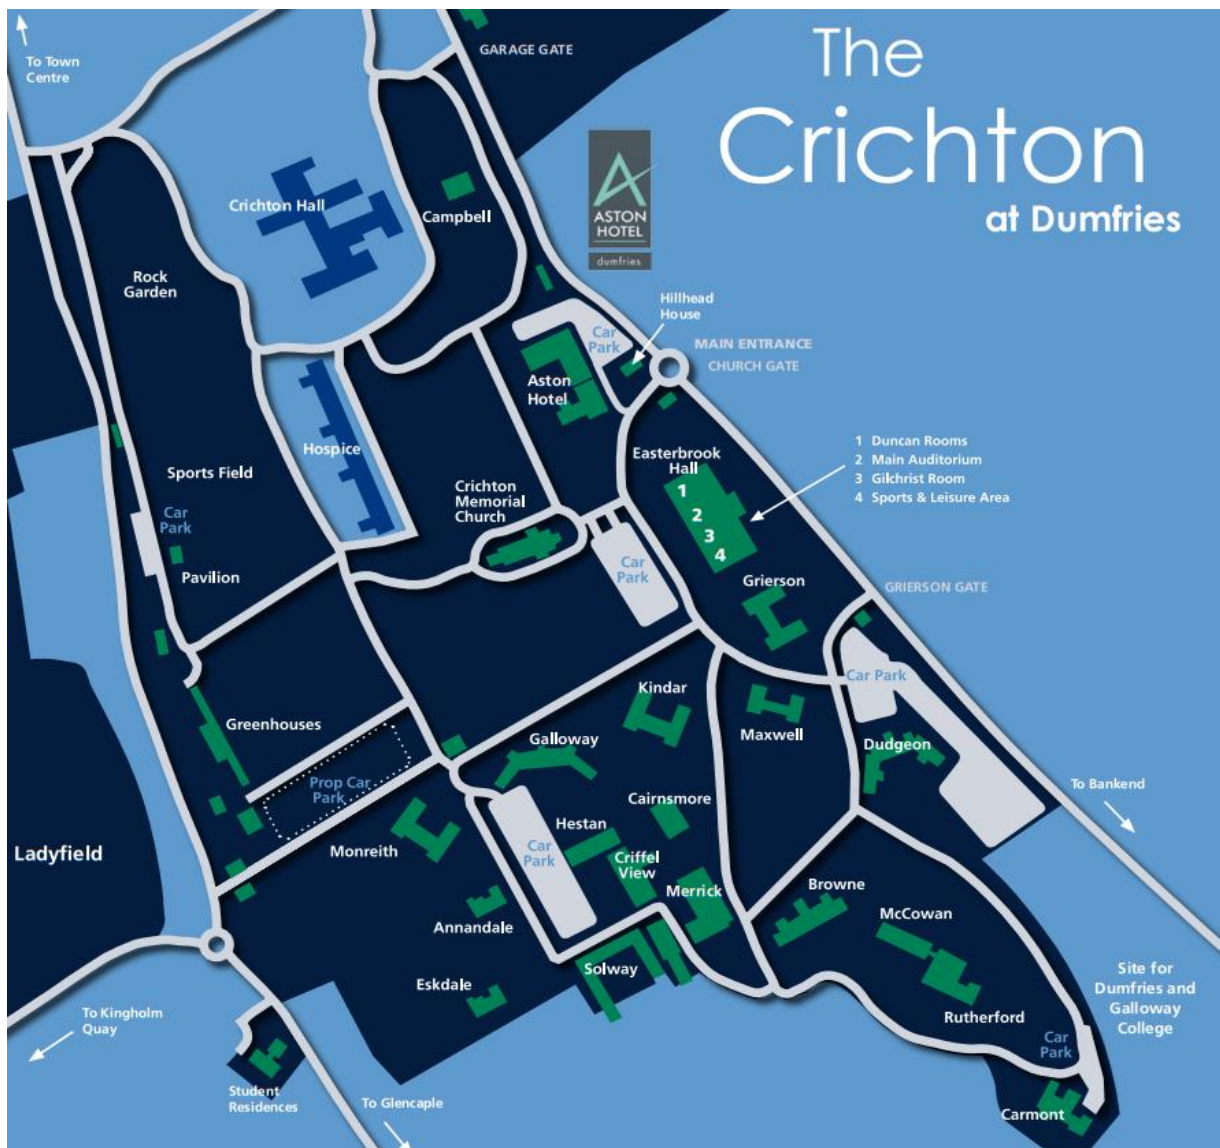 The
Crichton
at Dumfries
To Town
Centre
GARAGE GATE
ASTON
HOTEL
dumfries
Crichton Hall
Campbell
Rock
Garden
Hillhead
House
Car
Park
MAIN ENTRANCE
CHURCH GATE
Aston
Hotel
Hospice
Sports Field
Easterbrook
Hall
1
2
3
4
1 Duncan Rooms
2 Main Auditorium
3 Gilchrist Room
4 Sports & Leisure Area
Crichton
Memorial
Church
Car
Park
Pavilion
Car
Park
Grierson
GRIERSON GATE
Car Park
Kindar
Greenhouses
Galloway
Maxwell
Dudgeon
Prop Car
Park
Cairnsmore
To Bankend
Hestan
Monreith
Car
Park
Criffel
View
Ladyfield
Merrick
Browne
McCowan
Annandale
Solway
Eskdale
Site for
Dumfries and
Galloway
College
Rutherford
To Kingholm
Quay
Car
Park
Student
Residences
To Glencaple
Carmont